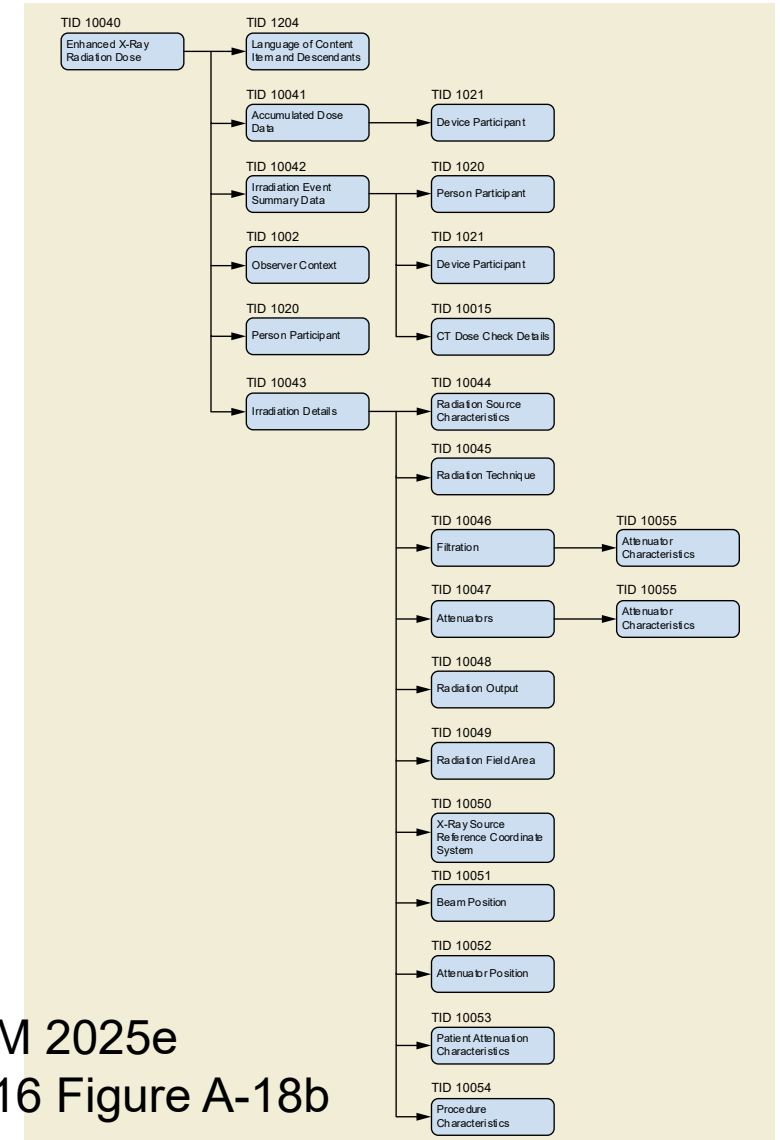 TID 10040
Enhanced X-Ray
Radiation Dose
TID 1204
Language of Content
Item and Descendants
TID 10041
Accumulated Dose
Data
TID 1021
Device Participant
TID 10042
Irradiation Event
Summary Data
TID 1020
Person Participant
TID 1002
Observer Context
TID 1021
Device Participant
TID 1020
Person Participant
TID 10015
CT Dose Check Details
TID 10043
Irradiation Details
TID 10044
Radiation Source
Characteristics
TID 10045
Radiation Technique
TID 10046
Filtration
TID 10055
Attenuator
Characteristics
TID 10047
Attenuators
TID 10055
Attenuator
Characteristics
TID 10048
Radiation Output
TID 10049
Radiation Field Area
TID 10050
X-Ray Source
Reference Coordinate
System
TID 10051
Beam Position
TID 10052
Attenuator Position
TID 10053
Patient Attenuation
Characteristics
TID 10054
Procedure
Characteristics
M 2025e
16 Figure A-18b